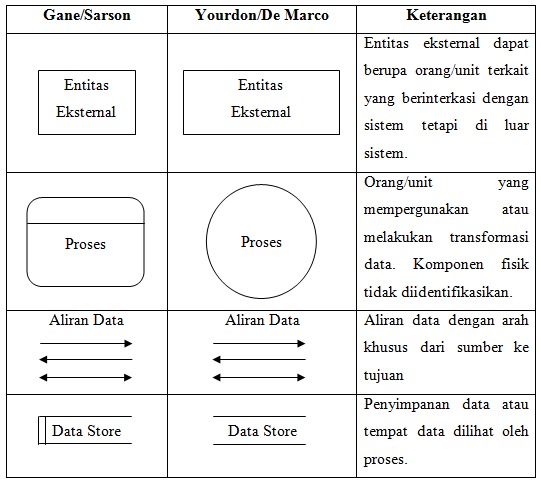 Gane/Sarson
Yourdon/De Marco
Keterangan
Entitas
Eksternal
Entitas
Eksternal
Entitas eksternal dapat
berupa orang/unit terkait
yang berinterkasi dengan
sistem tetapi di luar
sistem.
Proses
Proses
Orang/unit yang
mempergunakan atau
melakukan transformasi
data. Komponen fisik
tidak diidentifikasikan.
Aliran Data
Aliran Data
Aliran data dengan arah
khusus dari sumber ke
tujuan
Data Store
Data Store
Penyimpanan data atau
tempat data dilihat oleh
proses.